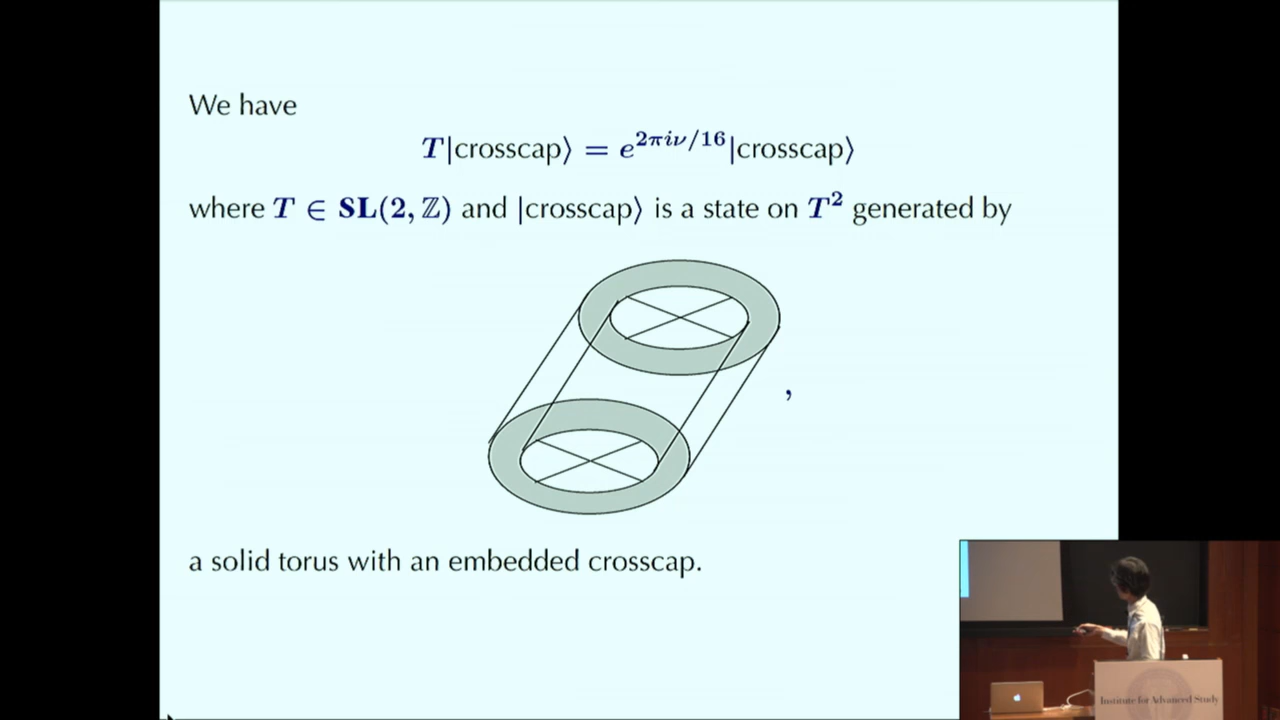 We have
T|crosscap⟩ = e^{2πiν/16}|crosscap⟩
where T ∈ SL(2, ℤ) and |crosscap⟩ is a state on T² generated by
,
a solid torus with an embedded crosscap.
Institute for Advanced Study